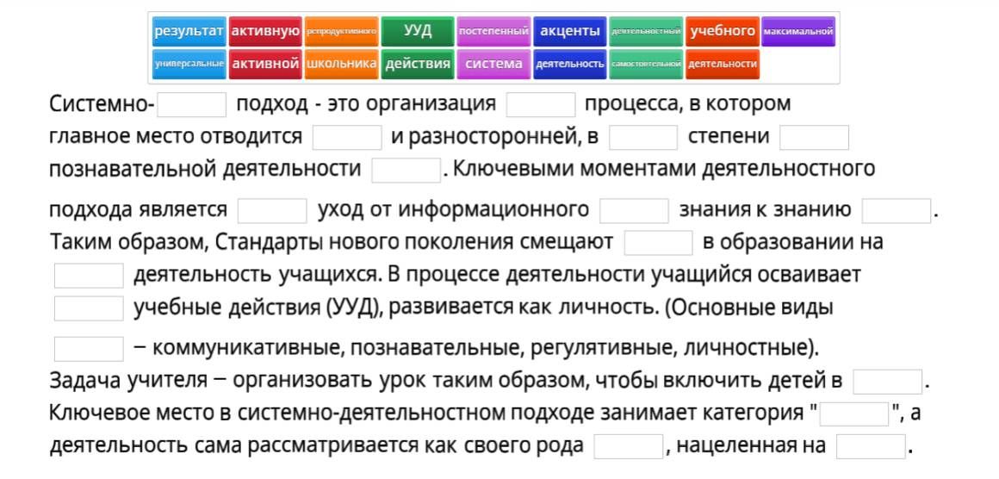 результат активную репродуктивного УУД постепенный акценты деятельностный учебного максимальной
универсальные активной школьника действия система деятельность самостоятельной деятельности
Системно- подход - это организация процесса, в котором
главное место отводится и разносторонней, в степени
познавательной деятельности . Ключевыми моментами деятельностного
подхода является уход от информационного знания к знанию .
Таким образом, Стандарты нового поколения смещают в образовании на
деятельность учащихся. В процессе деятельности учащийся осваивает
учебные действия (УУД), развивается как личность. (Основные виды
– коммуникативные, познавательные, регулятивные, личностные).
Задача учителя – организовать урок таким образом, чтобы включить детей в .
Ключевое место в системно-деятельностном подходе занимает категория " ", а
деятельность сама рассматривается как своего рода , нацеленная на .